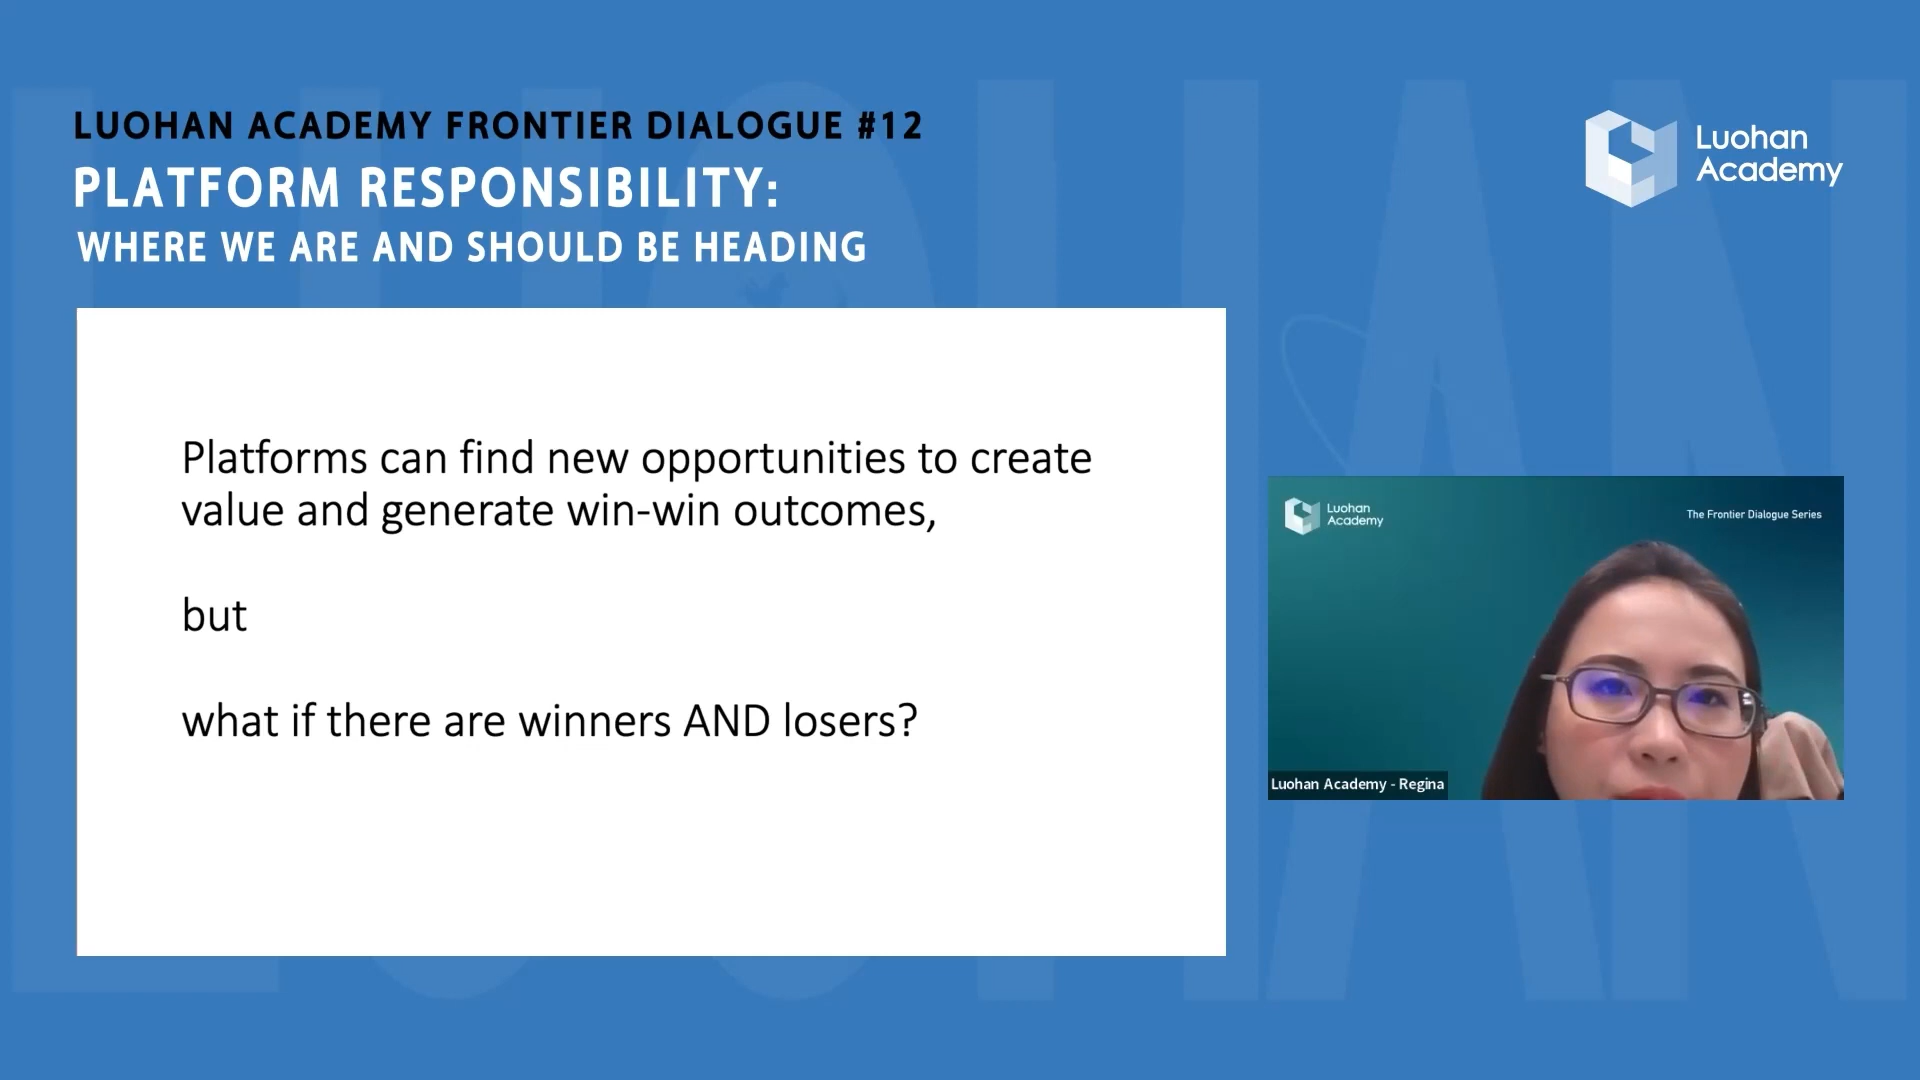 LUOHAN ACADEMY FRONTIER DIALOGUE #12
PLATFORM RESPONSIBILITY:
WHERE WE ARE AND SHOULD BE HEADING
Luohan
Academy
Platforms can find new opportunities to create
value and generate win-win outcomes,
but
what if there are winners AND losers?
Luohan
Academy
The Frontier Dialogue Series
Luohan Academy - Regina